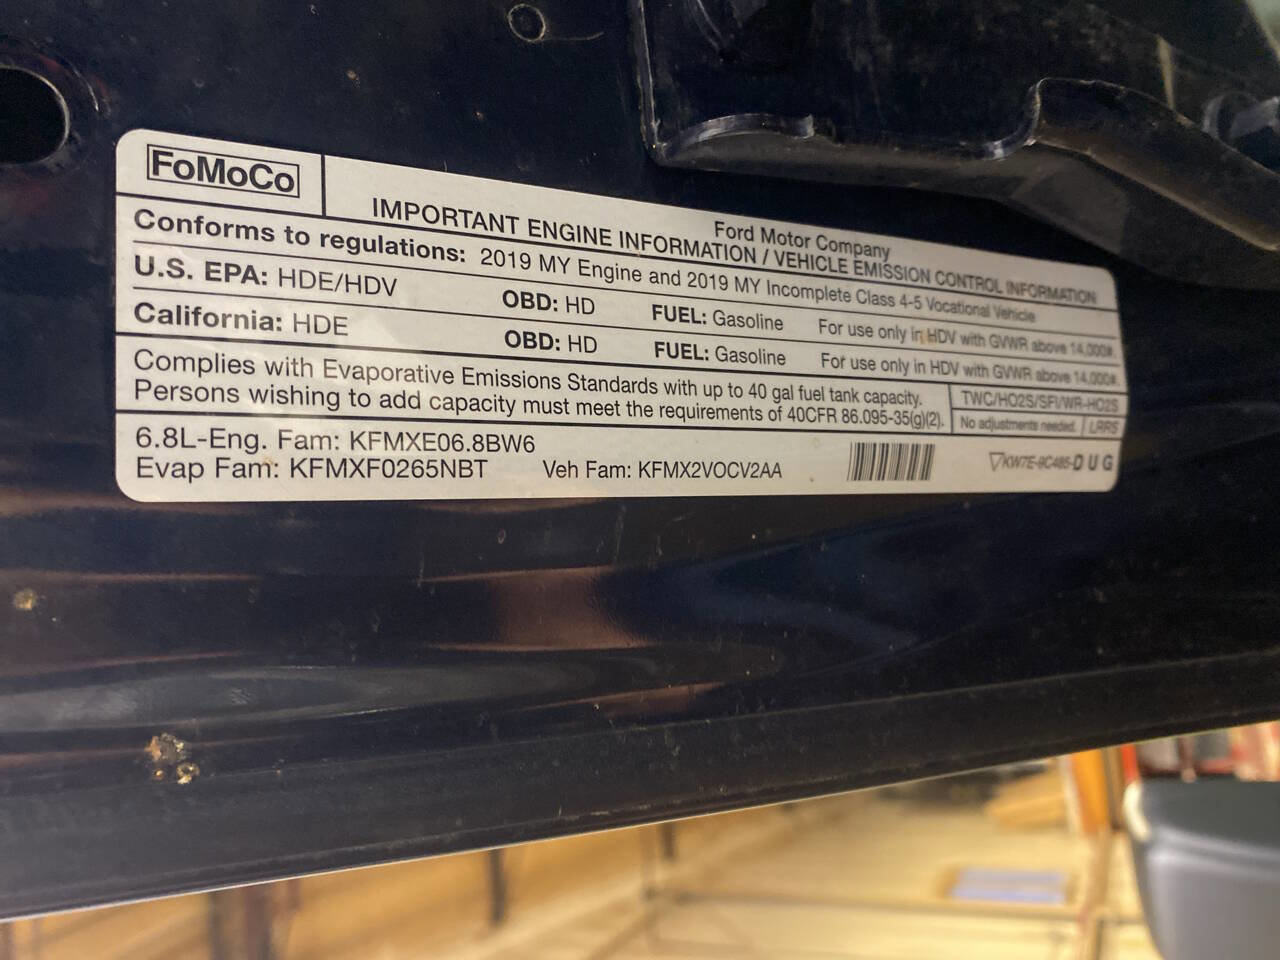 FoMoCo
Ford Motor Company
IMPORTANT ENGINE INFORMATION / VEHICLE EMISSION CONTROL INFORMATION
Conforms to regulations: 2019 MY Engine and 2019 MY Incomplete Class 4-5 Vocational Vehicle
U.S. EPA: HDE/HDV OBD: HD FUEL: Gasoline For use only in HDV with GVWR above 14,000#.
California: HDE OBD: HD FUEL: Gasoline For use only in HDV with GVWR above 14,000#.
Complies with Evaporative Emissions Standards with up to 40 gal fuel tank capacity.
Persons wishing to add capacity must meet the requirements of 40CFR 86.095-35(g)(2).
TWC/HO2S/SFI/WR-HO2S
No adjustments needed. LRRS
6.8L-Eng. Fam: KFMXE06.8BW6
Evap Fam: KFMXF0265NBT Veh Fam: KFMX2VOCV2AA
KW7E-9C485-DUG